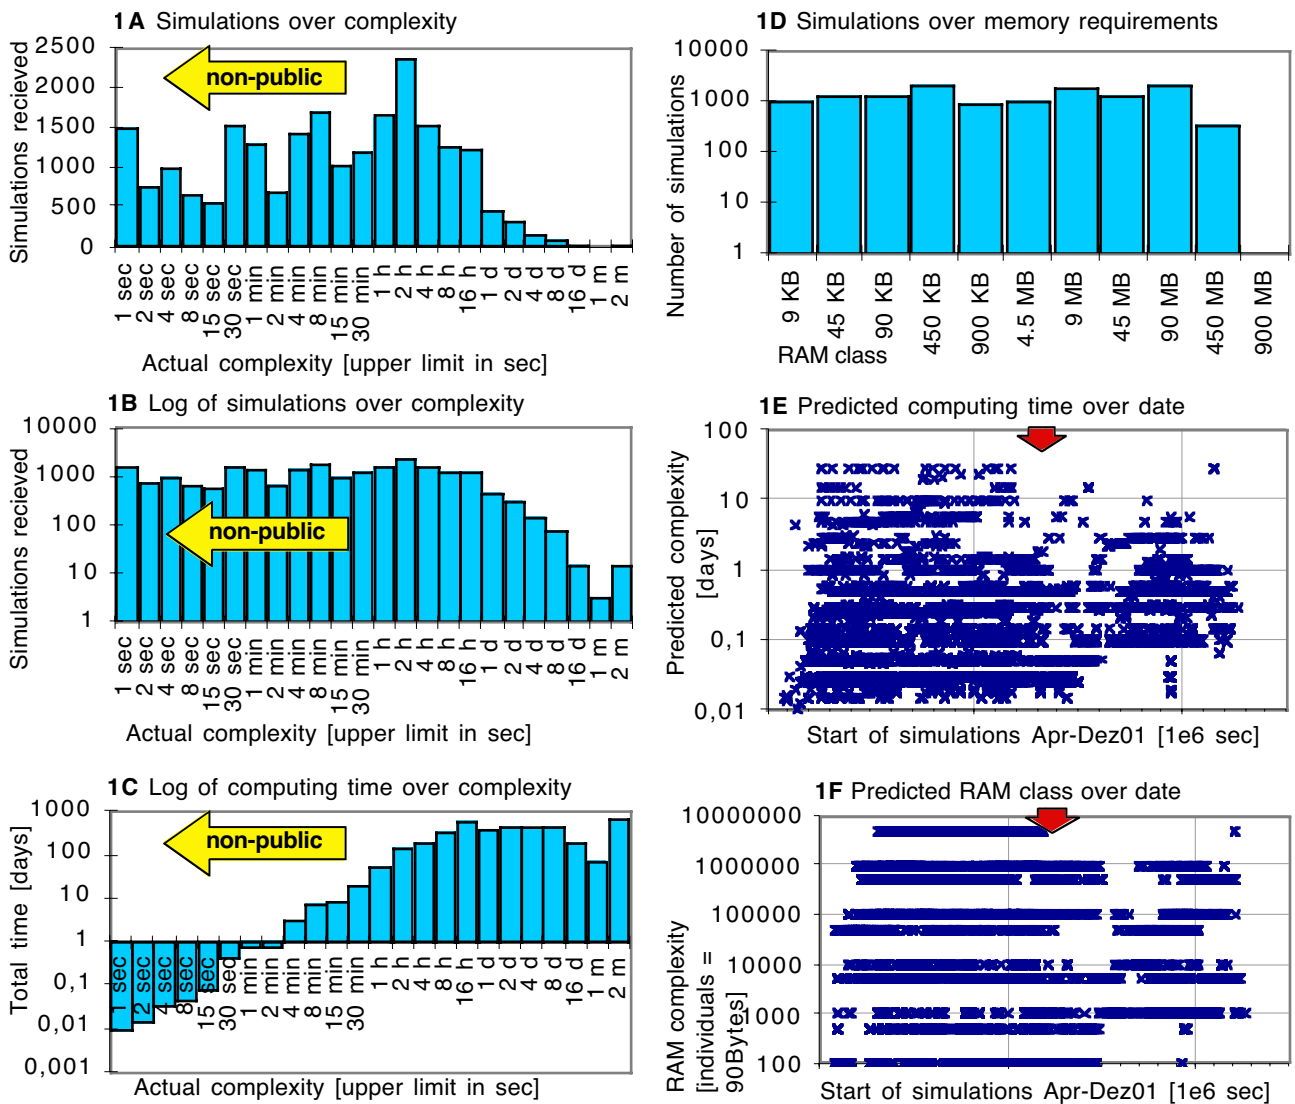 1A Simulations over complexity
Simulations recieved
2500
2000
1500
1000
500
0
non-public
1 sec
2 sec
4 sec
8 sec
15 sec
30 sec
1 min
2 min
4 min
8 min
15 min
30 min
1 h
2 h
4 h
8 h
16 h
1 d
2 d
4 d
8 d
16 d
1 m
2 m
Actual complexity [upper limit in sec]
1B Log of simulations over complexity
Simulations recieved
10000
1000
100
10
1
non-public
1 sec
2 sec
4 sec
8 sec
15 sec
30 sec
1 min
2 min
4 min
8 min
15 min
30 min
1 h
2 h
4 h
8 h
16 h
1 d
2 d
4 d
8 d
16 d
1 m
2 m
Actual complexity [upper limit in sec]
1C Log of computing time over complexity
Total time [days]
1000
100
10
1
0,1
0,01
0,001
non-public
1 sec
2 sec
4 sec
8 sec
15 sec
30 sec
1 min
2 min
4 min
8 min
15 min
30 min
1 h
2 h
4 h
8 h
16 h
1 d
2 d
4 d
8 d
16 d
1 m
2 m
Actual complexity [upper limit in sec]
1D Simulations over memory requirements
Number of simulations
10000
1000
100
10
1
9 KB
45 KB
90 KB
450 KB
900 KB
4.5 MB
9 MB
45 MB
90 MB
450 MB
900 MB
RAM class
1E Predicted computing time over date
Predicted complexity
[days]
100
10
1
0,1
0,01
Start of simulations Apr-Dez01 [1e6 sec]
1F Predicted RAM class over date
RAM complexity
[individuals =
90Bytes]
10000000
1000000
100000
10000
1000
100
Start of simulations Apr-Dez01 [1e6 sec]